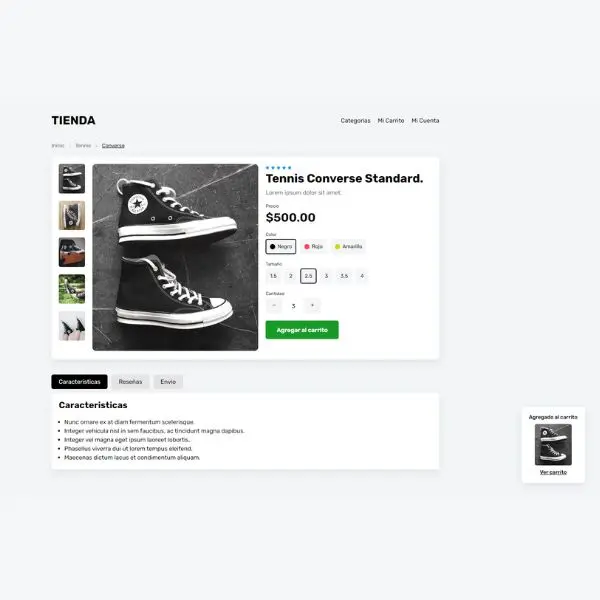 TIENDA
Categorias Mi Carrito Mi Cuenta
Inicio Tennis Converse
Tennis Converse Standard.
Lorem ipsum dolor sit amet.
Precio
$500.00
Color
Negro Rojo Amarillo
Tamaño
1.5 2 2.5 3 3.5 4
Cantidad
- 3 +
Agregar al carrito
Caracteristicas Reseñas Envio
Caracteristicas
Nunc ornare ex at diam fermentum scelerisque.
Integer vehicula nisl in sem faucibus, ac tincidunt magna dapibus.
Integer vel magna eget ipsum laoreet lobortis.
Phasellus viverra dui ut lorem tempus eleifend.
Maecenas dictum lacus et condimentum aliquam.
Agregado al carrito
Ver carrito